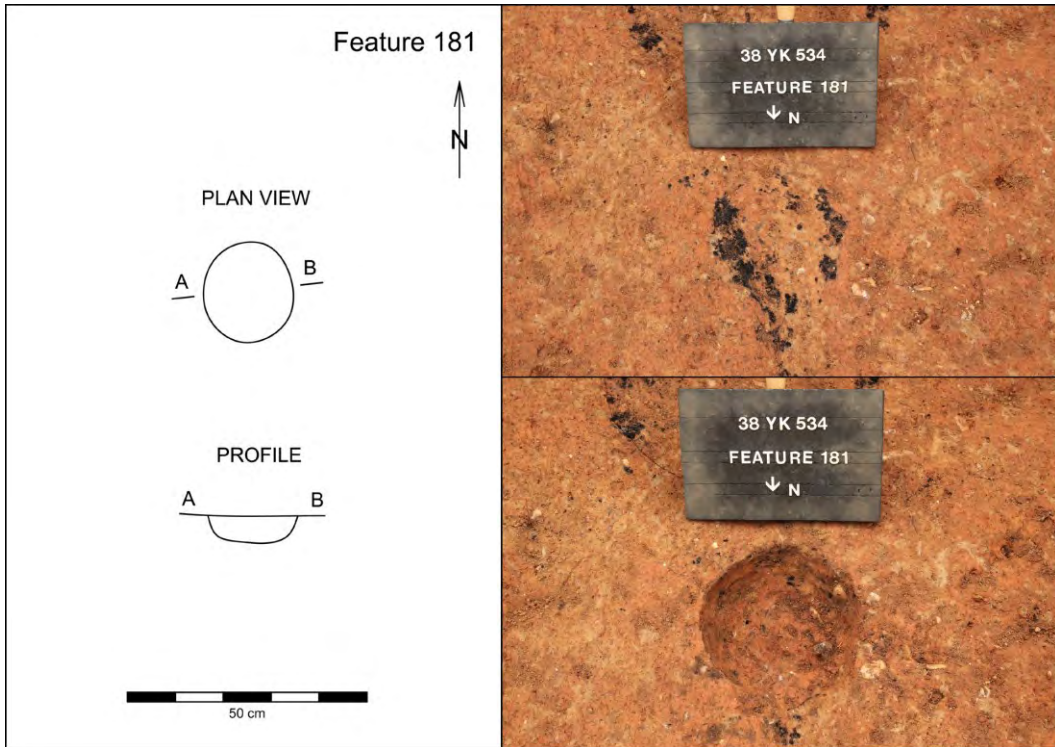 Feature 181
N
PLAN VIEW
A
B
PROFILE
A
B
50 cm
38 YK 534
FEATURE 181
↓ N
38 YK 534
FEATURE 181
↓ N